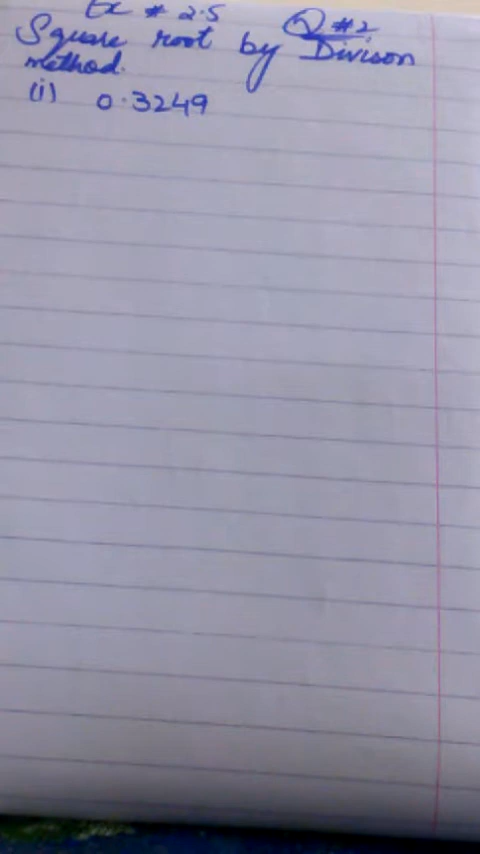 Ex # 2.5
Q #2
Square root by Divison
method.
(i) 0.3249